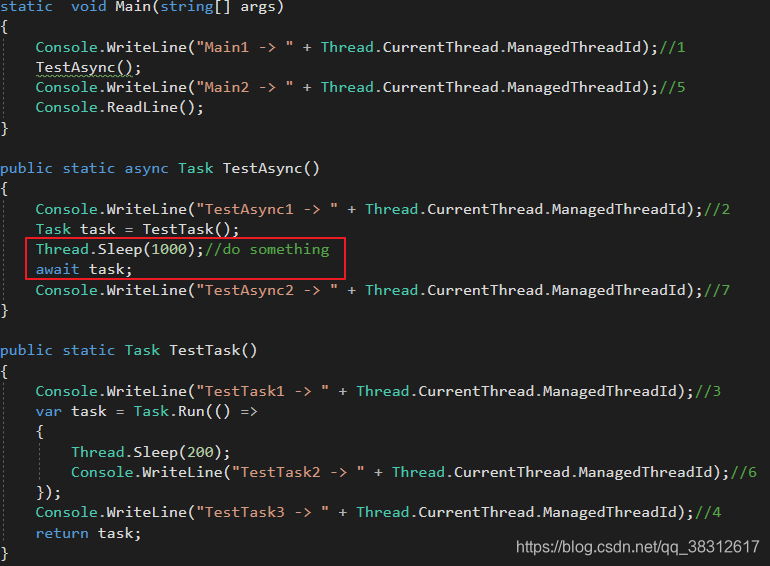 static  void Main(string[] args)
{
    Console.WriteLine("Main1 -> " + Thread.CurrentThread.ManagedThreadId);//1
    TestAsync();
    Console.WriteLine("Main2 -> " + Thread.CurrentThread.ManagedThreadId);//5
    Console.ReadLine();
}

public static async Task TestAsync()
{
    Console.WriteLine("TestAsync1 -> " + Thread.CurrentThread.ManagedThreadId);//2
    Task task = TestTask();
    Thread.Sleep(1000);//do something
    await task;
    Console.WriteLine("TestAsync2 -> " + Thread.CurrentThread.ManagedThreadId);//7
}

public static Task TestTask()
{
    Console.WriteLine("TestTask1 -> " + Thread.CurrentThread.ManagedThreadId);//3
    var task = Task.Run(() =>
    {
        Thread.Sleep(200);
        Console.WriteLine("TestTask2 -> " + Thread.CurrentThread.ManagedThreadId);//6
    });
    Console.WriteLine("TestTask3 -> " + Thread.CurrentThread.ManagedThreadId);//4
    return task;
}
https://blog.csdn.net/qq_38312617